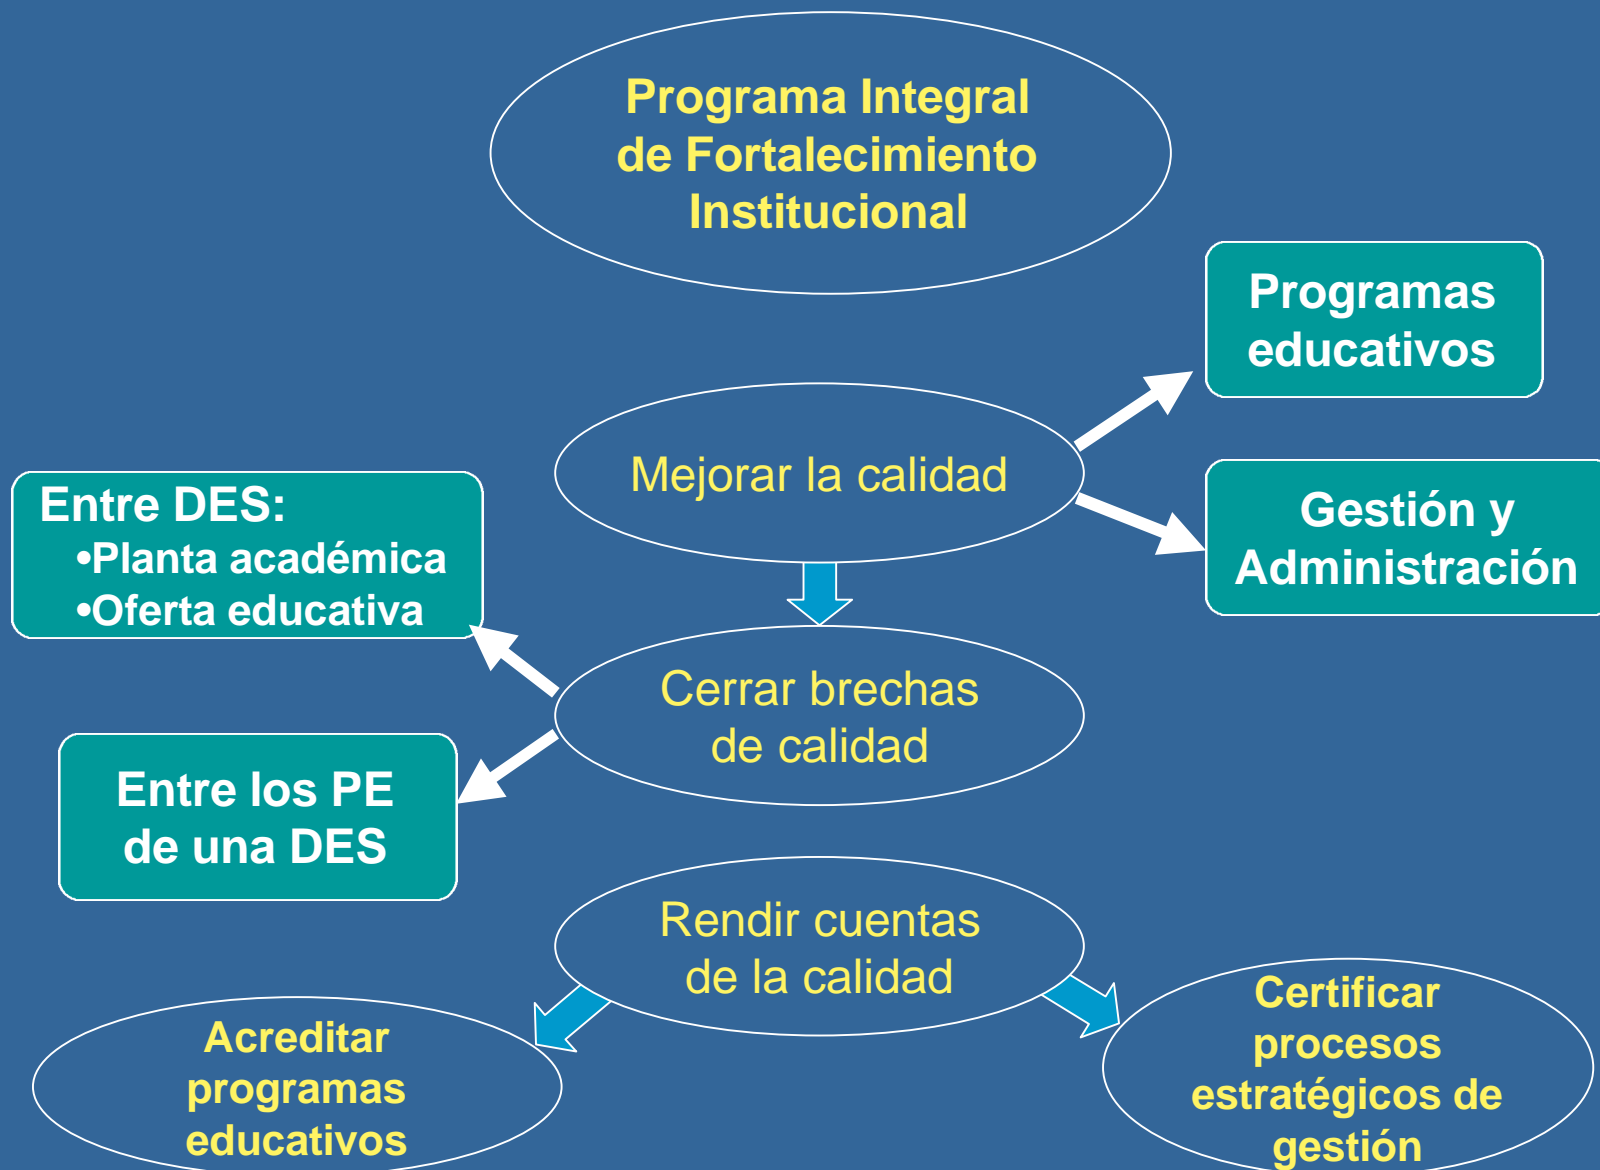 Programa Integral
de Fortalecimiento
Institucional
Programas
educativos
Mejorar la calidad
Gestión y
Administración
Entre DES:
•Planta académica
•Oferta educativa
Cerrar brechas
de calidad
Entre los PE
de una DES
Rendir cuentas
de la calidad
Acreditar
programas
educativos
Certificar
procesos
estratégicos de
gestión